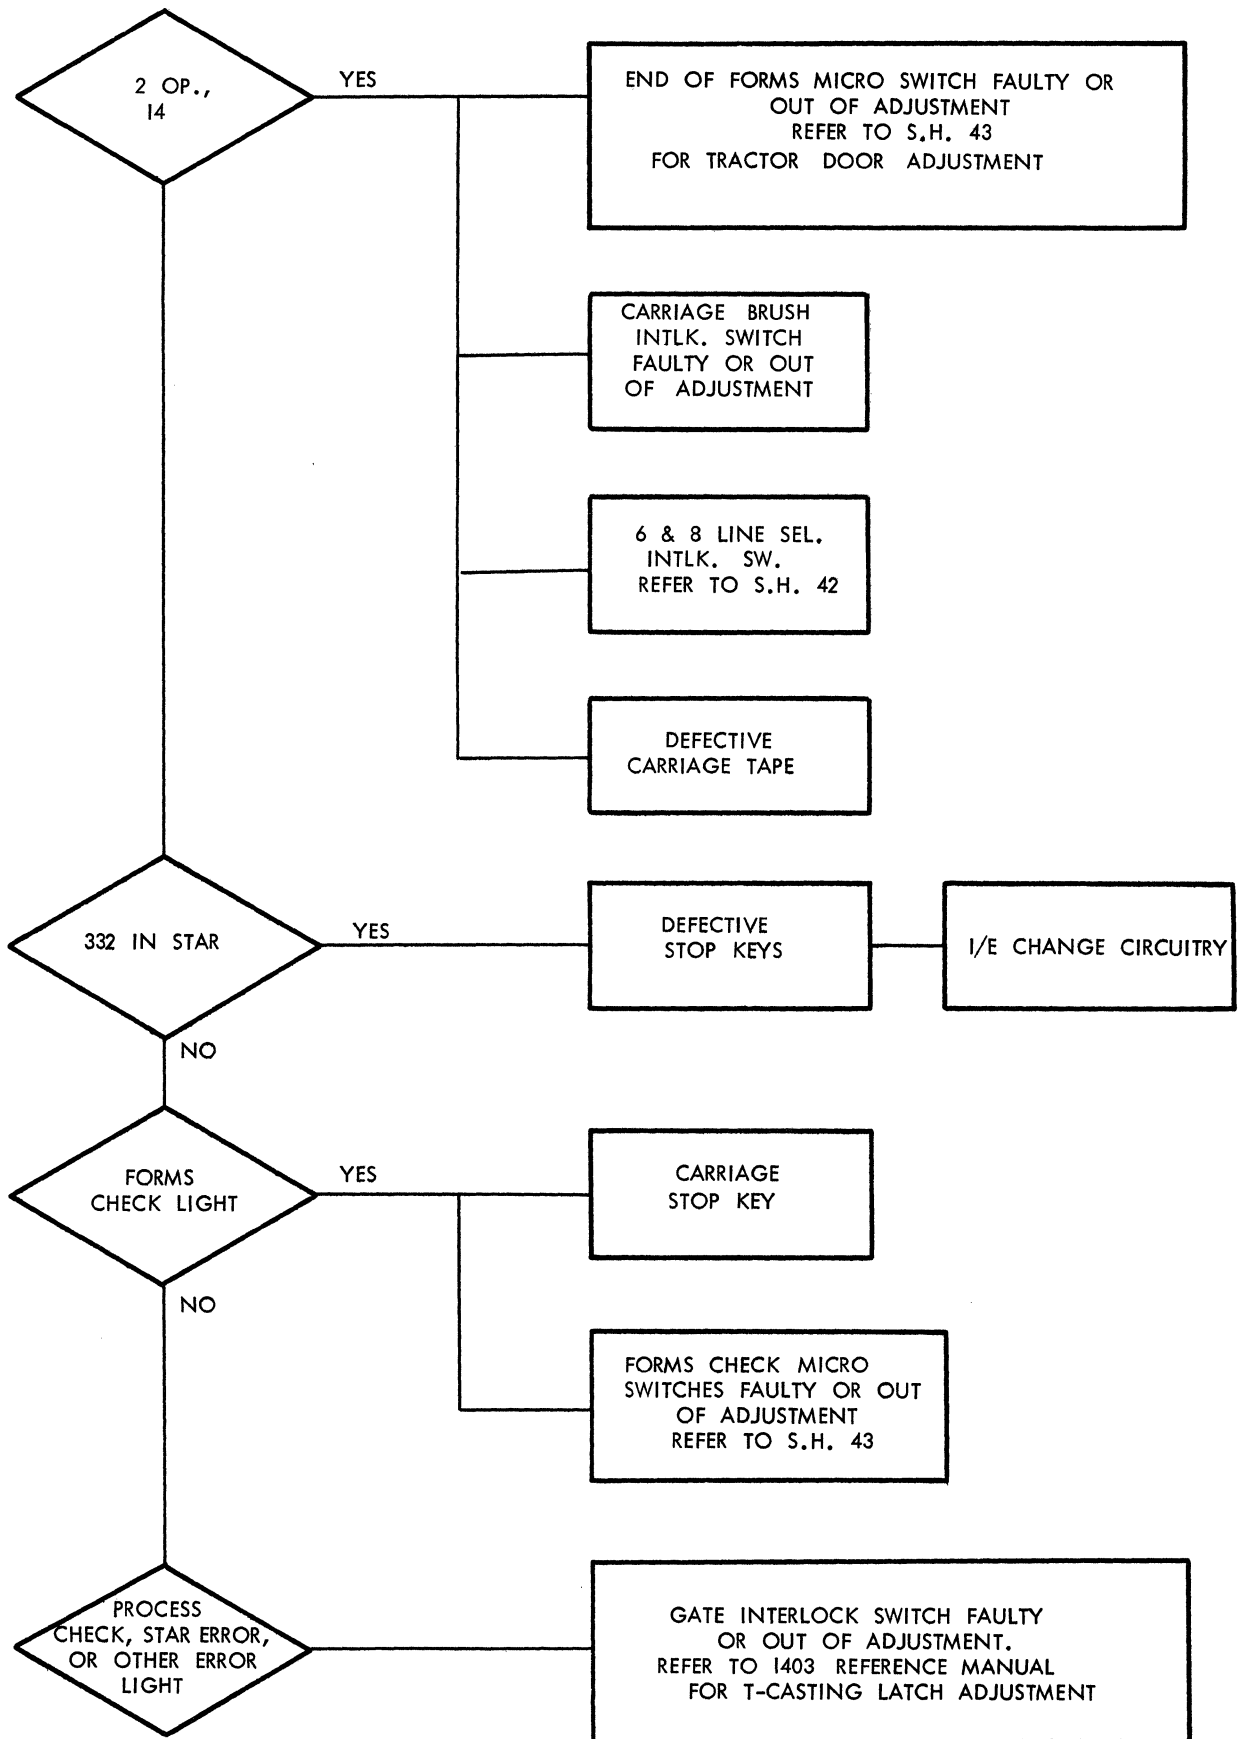 2 OP.,
14
YES
END OF FORMS MICRO SWITCH FAULTY OR
OUT OF ADJUSTMENT
REFER TO S.H. 43
FOR TRACTOR DOOR ADJUSTMENT
CARRIAGE BRUSH
INTLK. SWITCH
FAULTY OR OUT
OF ADJUSTMENT
6 & 8 LINE SEL.
INTLK. SW.
REFER TO S.H. 42
DEFECTIVE
CARRIAGE TAPE
332 IN STAR
YES
DEFECTIVE
STOP KEYS
I/E CHANGE CIRCUITRY
NO
FORMS
CHECK LIGHT
YES
CARRIAGE
STOP KEY
NO
FORMS CHECK MICRO
SWITCHES FAULTY OR OUT
OF ADJUSTMENT
REFER TO S.H. 43
PROCESS
CHECK, STAR ERROR,
OR OTHER ERROR
LIGHT
GATE INTERLOCK SWITCH FAULTY
OR OUT OF ADJUSTMENT.
REFER TO 1403 REFERENCE MANUAL
FOR T-CASTING LATCH ADJUSTMENT